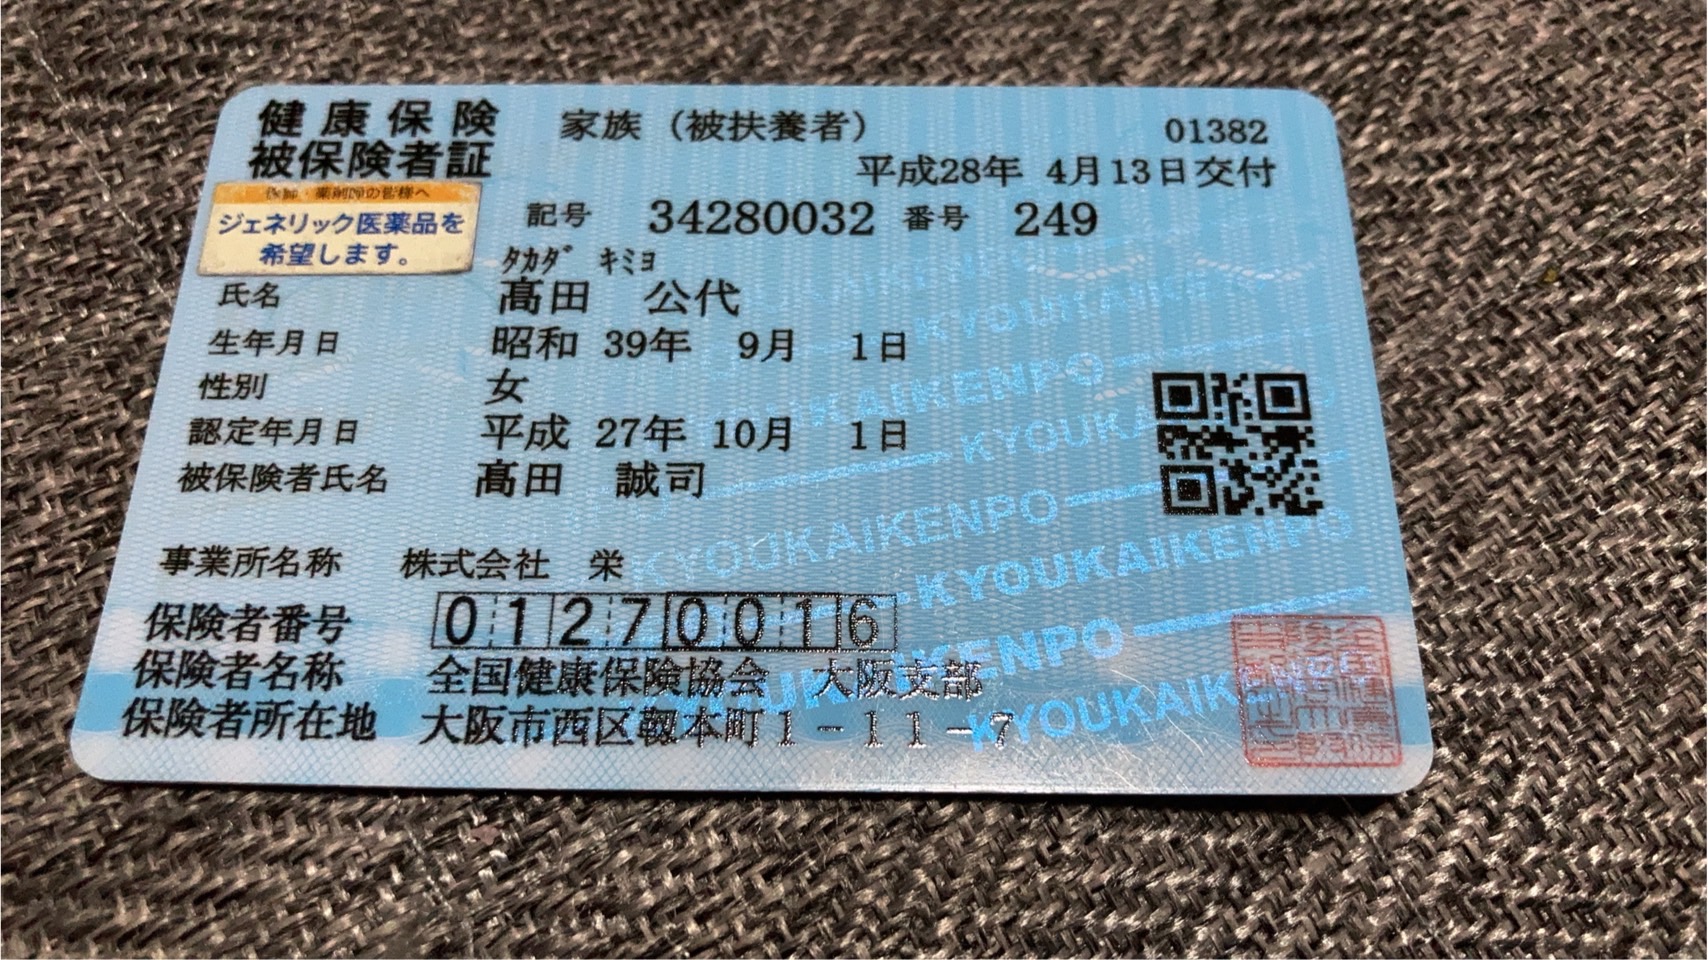 健康保険 家族（被扶養者） 01382
被保険者証 平成28年 4月13日交付
ジェネリック医薬品を
希望します。
記号 34280032 番号 249
ﾀｶﾀﾞ ｷﾐﾖ
氏名 髙田 公代
生年月日 昭和 39年 9月 1日
性別 女
認定年月日 平成 27年 10月 1日
被保険者氏名 髙田 誠司
事業所名称 株式会社 栄
保険者番号 01270016
保険者名称 全国健康保険協会 大阪支部
保険者所在地 大阪市西区靱本町1-11-7
KYOUKAIKENPO
KYOUKAIKENPO
KYOUKAIKENPO
KYOUKAIKENPO